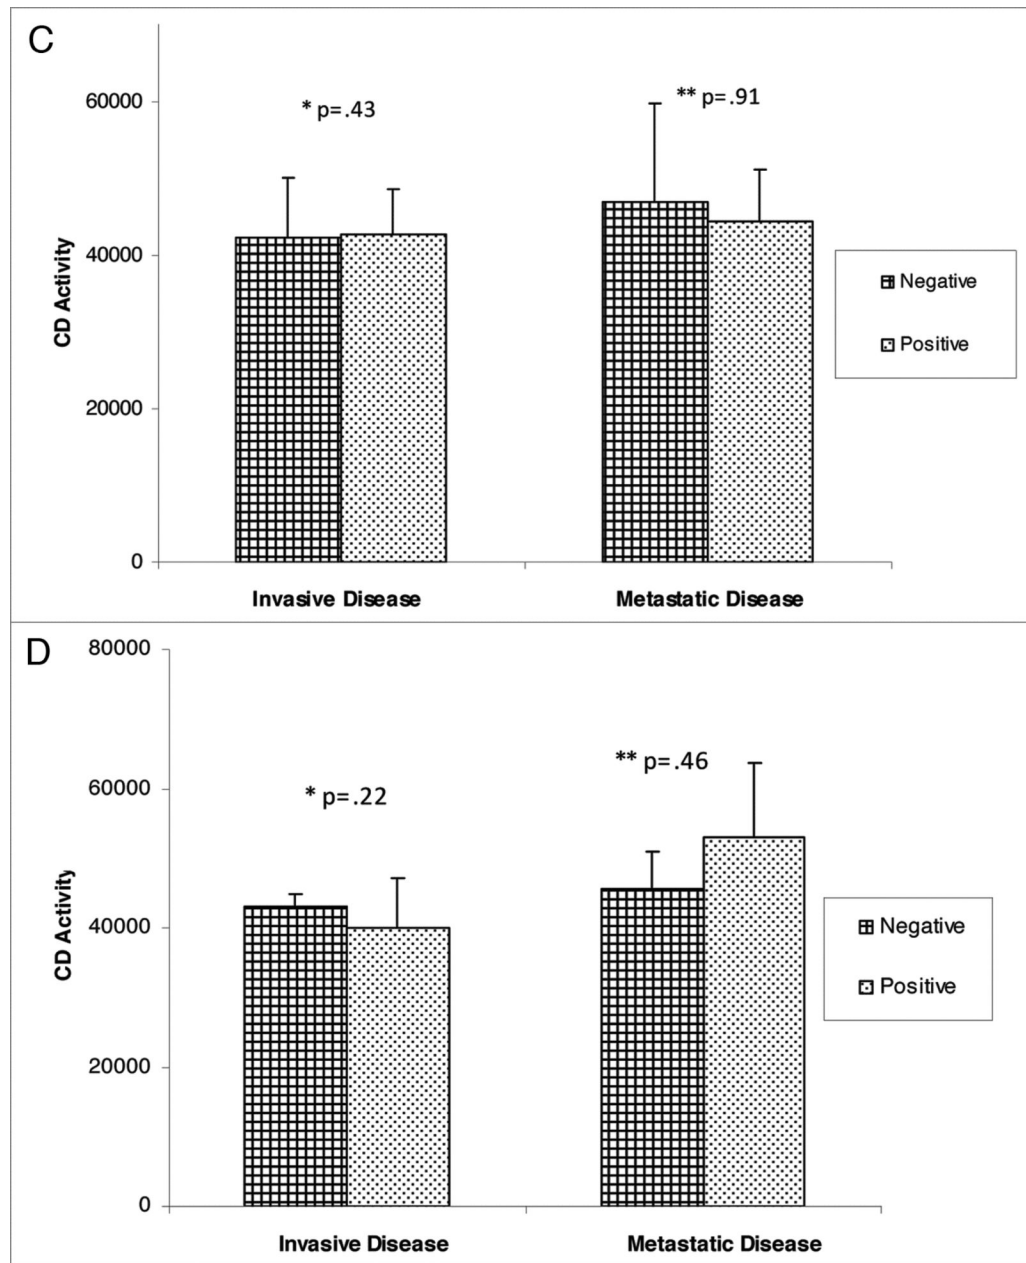 C
60000
40000
20000
0
CD Activity
* p=.43
** p=.91
Negative
Positive
Invasive Disease
Metastatic Disease
D
80000
60000
40000
20000
0
CD Activity
* p=.22
** p=.46
Negative
Positive
Invasive Disease
Metastatic Disease